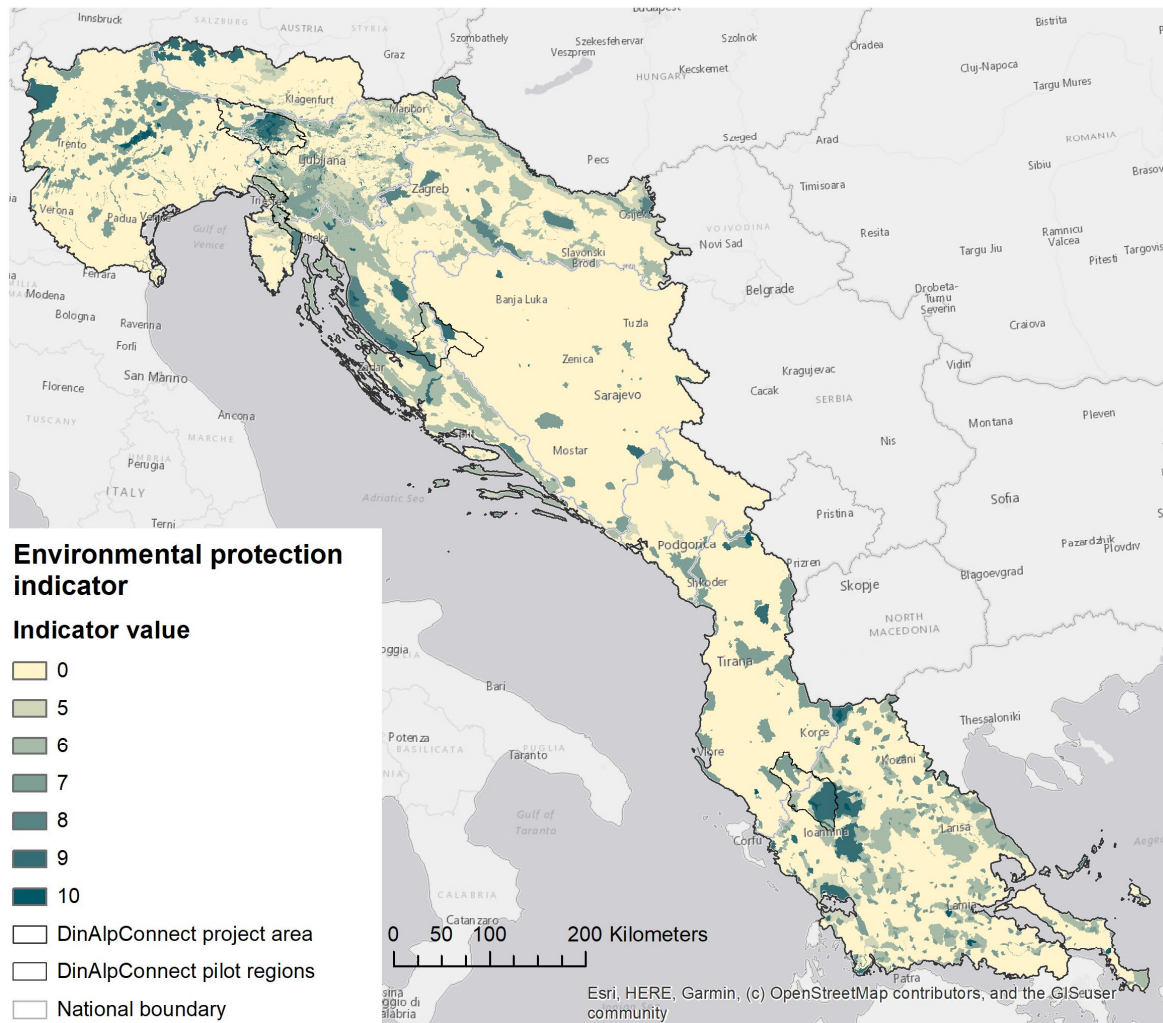 Innsbruck
SALZBURG
AUSTRIA
STYRIA
Graz
Szombathely
Budapest
Szekesfehervar
Veszprem
Szolnok
HUNGARY
Kecskemet
Oradea
Bistrita
Cluj-Napoca
Targu Mures
ROMANIA
Klagenfurt
Maribor
Trento
Ljubljana
Zagreb
Pecs
Szeged
Arad
Timisoara
Sibiu
Brasov
Verona
Padua
Venice
Trieste
Rijeka
Gulf of
Venice
Osijek
VOJVODINA
Novi Sad
Resita
Ramnicu
Valcea
Targu Jiu
Targovis
Pitesti
Ferrara
Modena
Bologna
Ravenna
Forli
Slavonski
Brod
Banja Luka
Belgrade
Drobeta-
Turnu
Severin
Craiova
Tuzla
San Marino
Florence
TUSCANY
Ancona
MARCHE
UMBRIA
Perugia
ITALY
Terni
Zadar
Zenica
Sarajevo
Kragujevac
Cacak
SERBIA
Vidin
Montana
Pleven
Nis
Split
Mostar
Adriatic Sea
Sofia
Pristina
Podgorica
Prizren
Shkoder
Skopje
Pazardzhik
Plovdiv
Blagoevgrad
NORTH
MACEDONIA
Environmental protection
indicator
Indicator value
0
5
6
7
8
9
10
DinAlpConnect project area
DinAlpConnect pilot regions
National boundary
oggia
Bari
Potenza
BASILICATA
PUGLIA
Taranto
Gulf of
Taranto
CALABRIA
Catanzaro
Tirana
Korce
Vlore
Thessaloniki
Kozani
Ioannina
Corfu
Larisa
Lamia
Aegea
Patra
0 50 100 200 Kilometers
Esri, HERE, Garmin, (c) OpenStreetMap contributors, and the GIS user
community